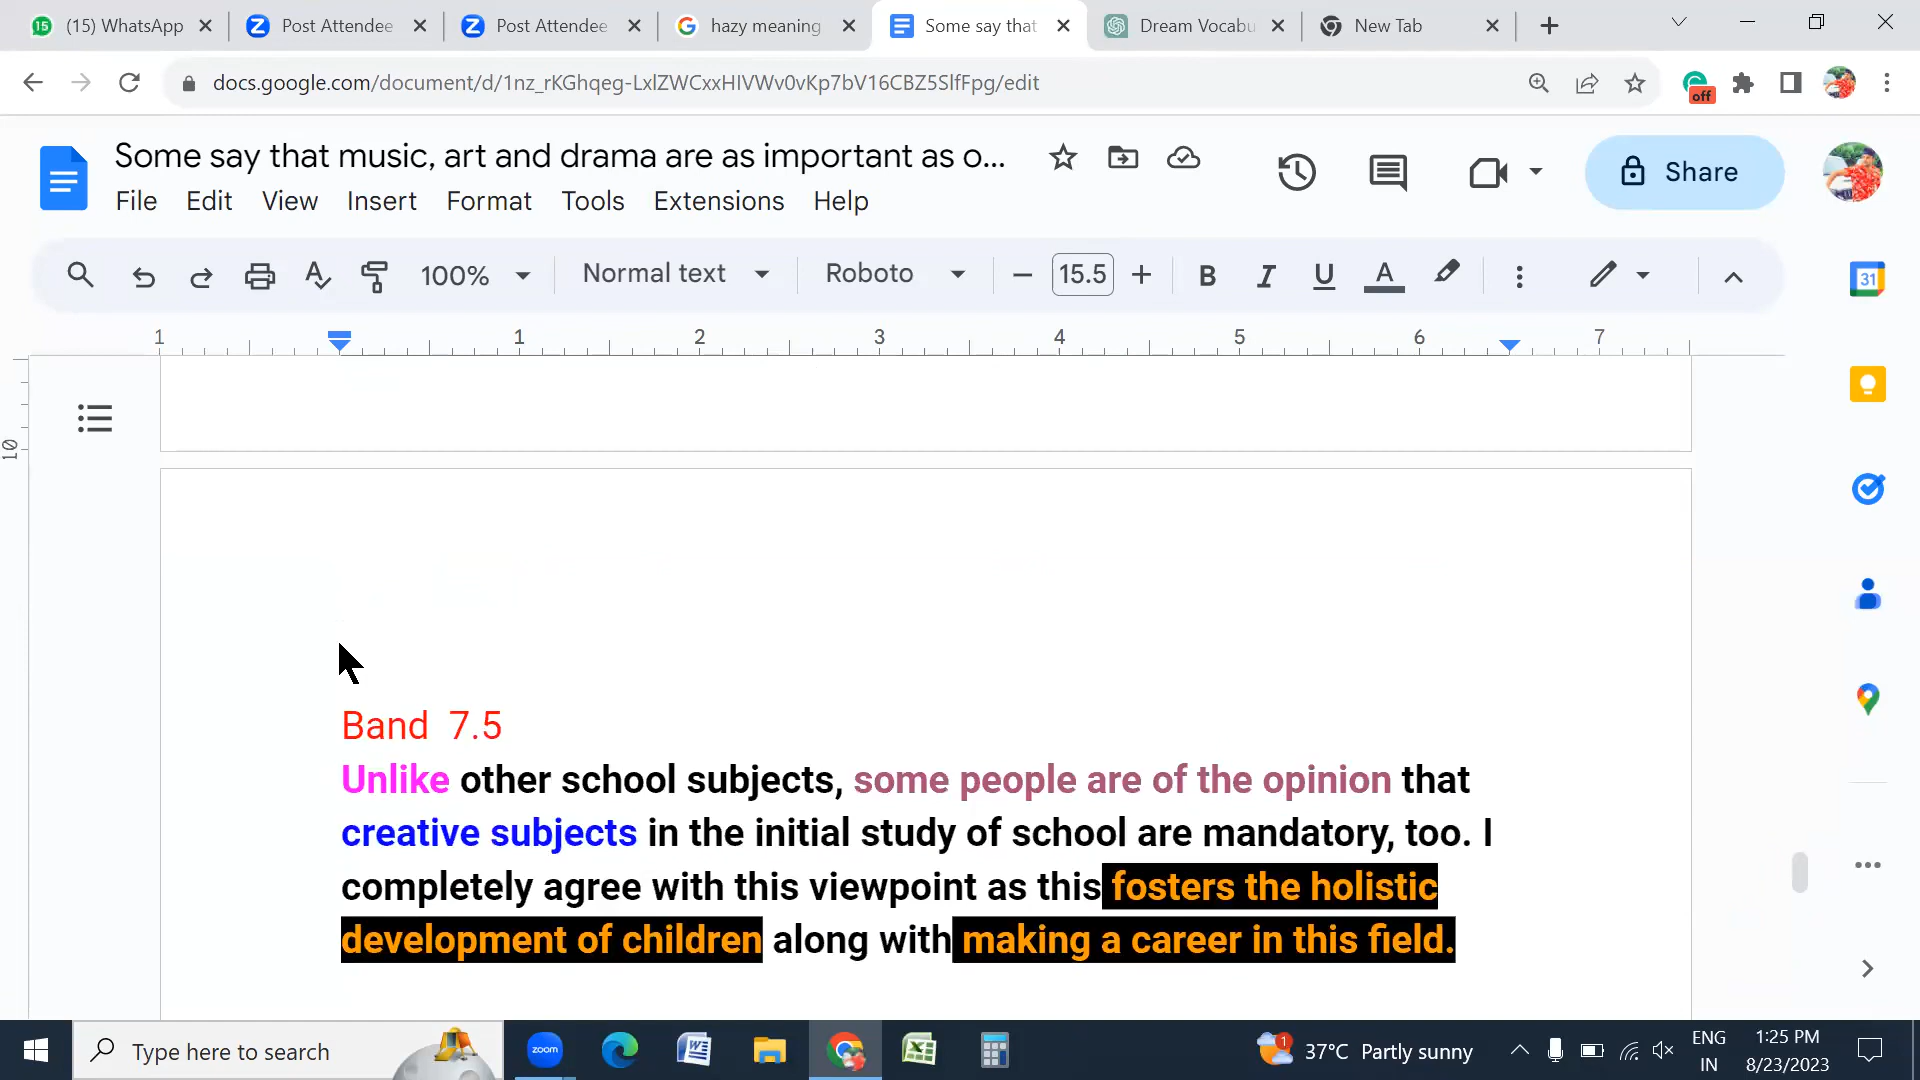 (15) WhatsApp
Post Attendee
Post Attendee
hazy meaning
Some say that
Dream Vocabu
New Tab
docs.google.com/document/d/1nz_rKGhqeg-LxlZWCxxHIVWv0vKp7bV16CBZ5SlfFpg/edit
off
Some say that music, art and drama are as important as o...
File Edit View Insert Format Tools Extensions Help
Share
100%
Normal text
Roboto
15.5
B I U A
31
1 1 2 3 4 5 6 7
10
Band 7.5
Unlike other school subjects, some people are of the opinion that
creative subjects in the initial study of school are mandatory, too. I
completely agree with this viewpoint as this fosters the holistic
development of children along with making a career in this field.
Type here to search
zoom
1
37°C Partly sunny
ENG
IN
1:25 PM
8/23/2023